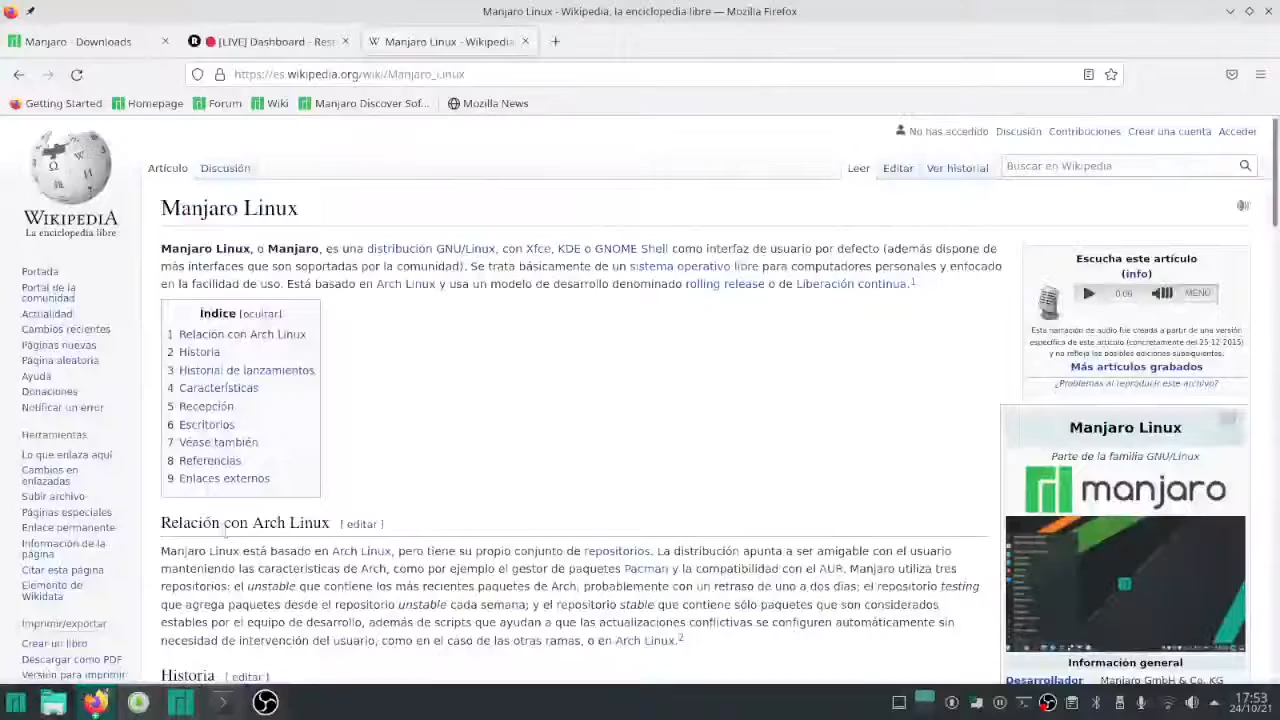 Manjaro Linux - Wikipedia, la enciclopedia libre — Mozilla Firefox
Manjaro - Downloads
[LIVE] Dashboard - Res
Manjaro Linux - Wikipedia
https://es.wikipedia.org/wiki/Manjaro_Linux
Getting Started
Homepage
Forum
Wiki
Manjaro Discover Sof...
Mozilla News
No has accedido
Discusión
Contribuciones
Crear una cuenta
Acceder
Artículo
Discusión
Leer
Editar
Ver historial
Buscar en Wikipedia
WIKIPEDIA
La enciclopedia libre
Portada
Portal de la
comunidad
Actualidad
Cambios recientes
Páginas nuevas
Página aleatoria
Ayuda
Donaciones
Notificar un error
Herramientas
Lo que enlaza aquí
Cambios en
enlazadas
Subir archivo
Páginas especiales
Enlace permanente
Información de la
página
Citar esta página
Elemento de
Wikidata
Imprimir/exportar
Crear un libro
Descargar como PDF
Versión para imprimir
Manjaro Linux
Manjaro Linux, o Manjaro, es una distribución GNU/Linux, con Xfce, KDE o GNOME Shell como interfaz de usuario por defecto (además dispone de
más interfaces que son soportadas por la comunidad). Se trata básicamente de un sistema operativo libre para computadores personales y enfocado
en la facilidad de uso. Está basado en Arch Linux y usa un modelo de desarrollo denominado rolling release o de Liberación continua.1
Índice [ocultar]
1 Relación con Arch Linux
2 Historia
3 Historial de lanzamientos
4 Características
5 Recepción
6 Escritorios
7 Véase también
8 Referencias
9 Enlaces externos
Relación con Arch Linux [ editar ]
Manjaro Linux está basado en Arch Linux, pero tiene su propio conjunto de repositorios. La distribución apunta a ser amigable con el usuario
manteniendo las características de Arch, como por ejemplo el gestor de paquetes Pacman y la compatibilidad con el AUR. Manjaro utiliza tres
repositorios: unstable que contiene los más recientes paquetes de Arch, probablemente con un retraso de uno a dos días; el repositorio testing
que agrega paquetes desde el repositorio unstable cada semana; y el repositorio stable que contiene solo paquetes que son considerados
estables por el equipo de desarrollo, además de scripts que ayudan a que las actualizaciones conflictivas se configuren automáticamente sin
necesidad de intervención del usuario, como en el caso de las otras ramas, o en Arch Linux.2
Historia [ editar ]
Escucha este artículo
(info)
0:00
MENÚ
Esta narración de audio fue creada a partir de una versión
específica de este artículo (concretamente del 25-12-2015)
y no refleja las posibles ediciones subsiguientes.
Más artículos grabados
¿Problemas al reproducir este archivo?
Manjaro Linux
Parte de la familia GNU/Linux
manjaro
Información general
Desarrollador Manjaro GmbH & Co. KG
17:53
24/10/21